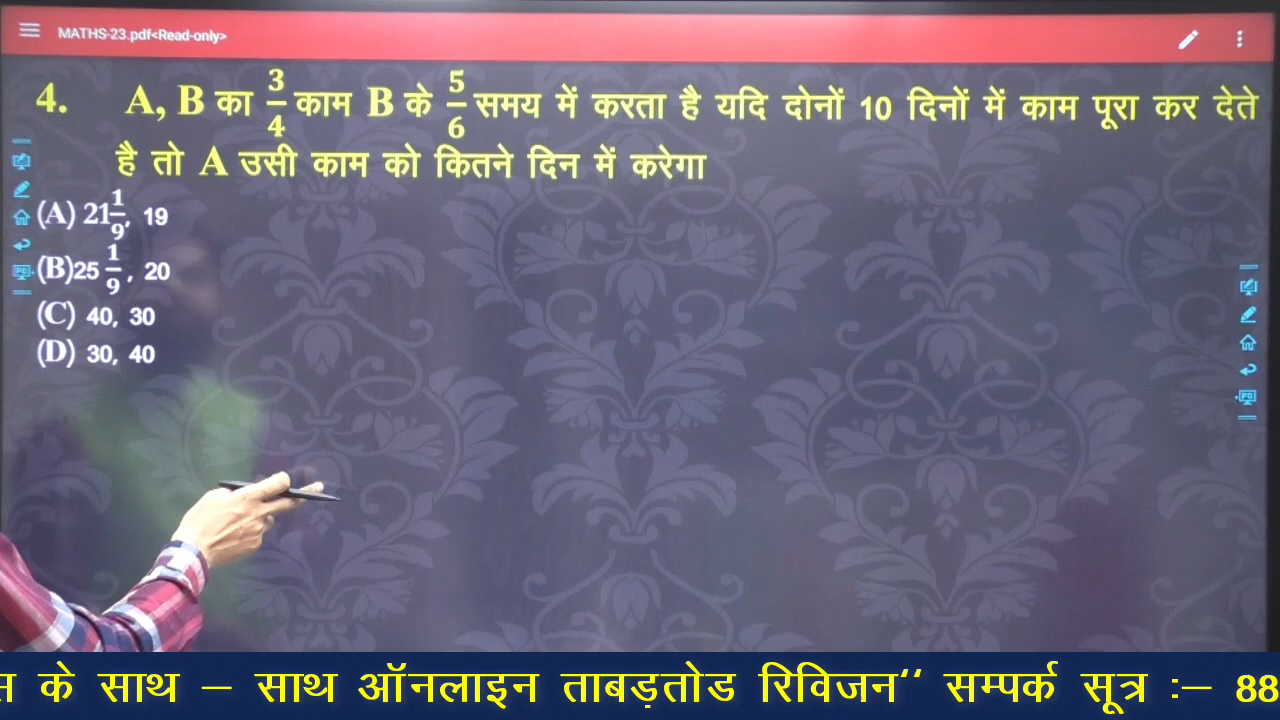 MATHS-23.pdf<Read-only>
4. A, B का 3/4 काम B के 5/6 समय में करता है यदि दोनों 10 दिनों में काम पूरा कर देते
है तो A उसी काम को कितने दिन में करेगा
(A) 21 1/9, 19
(B)25 1/9, 20
(C) 40, 30
(D) 30, 40
के साथ – साथ ऑनलाइन ताबड़तोड रिविजन“ सम्पर्क सूत्र :– 88